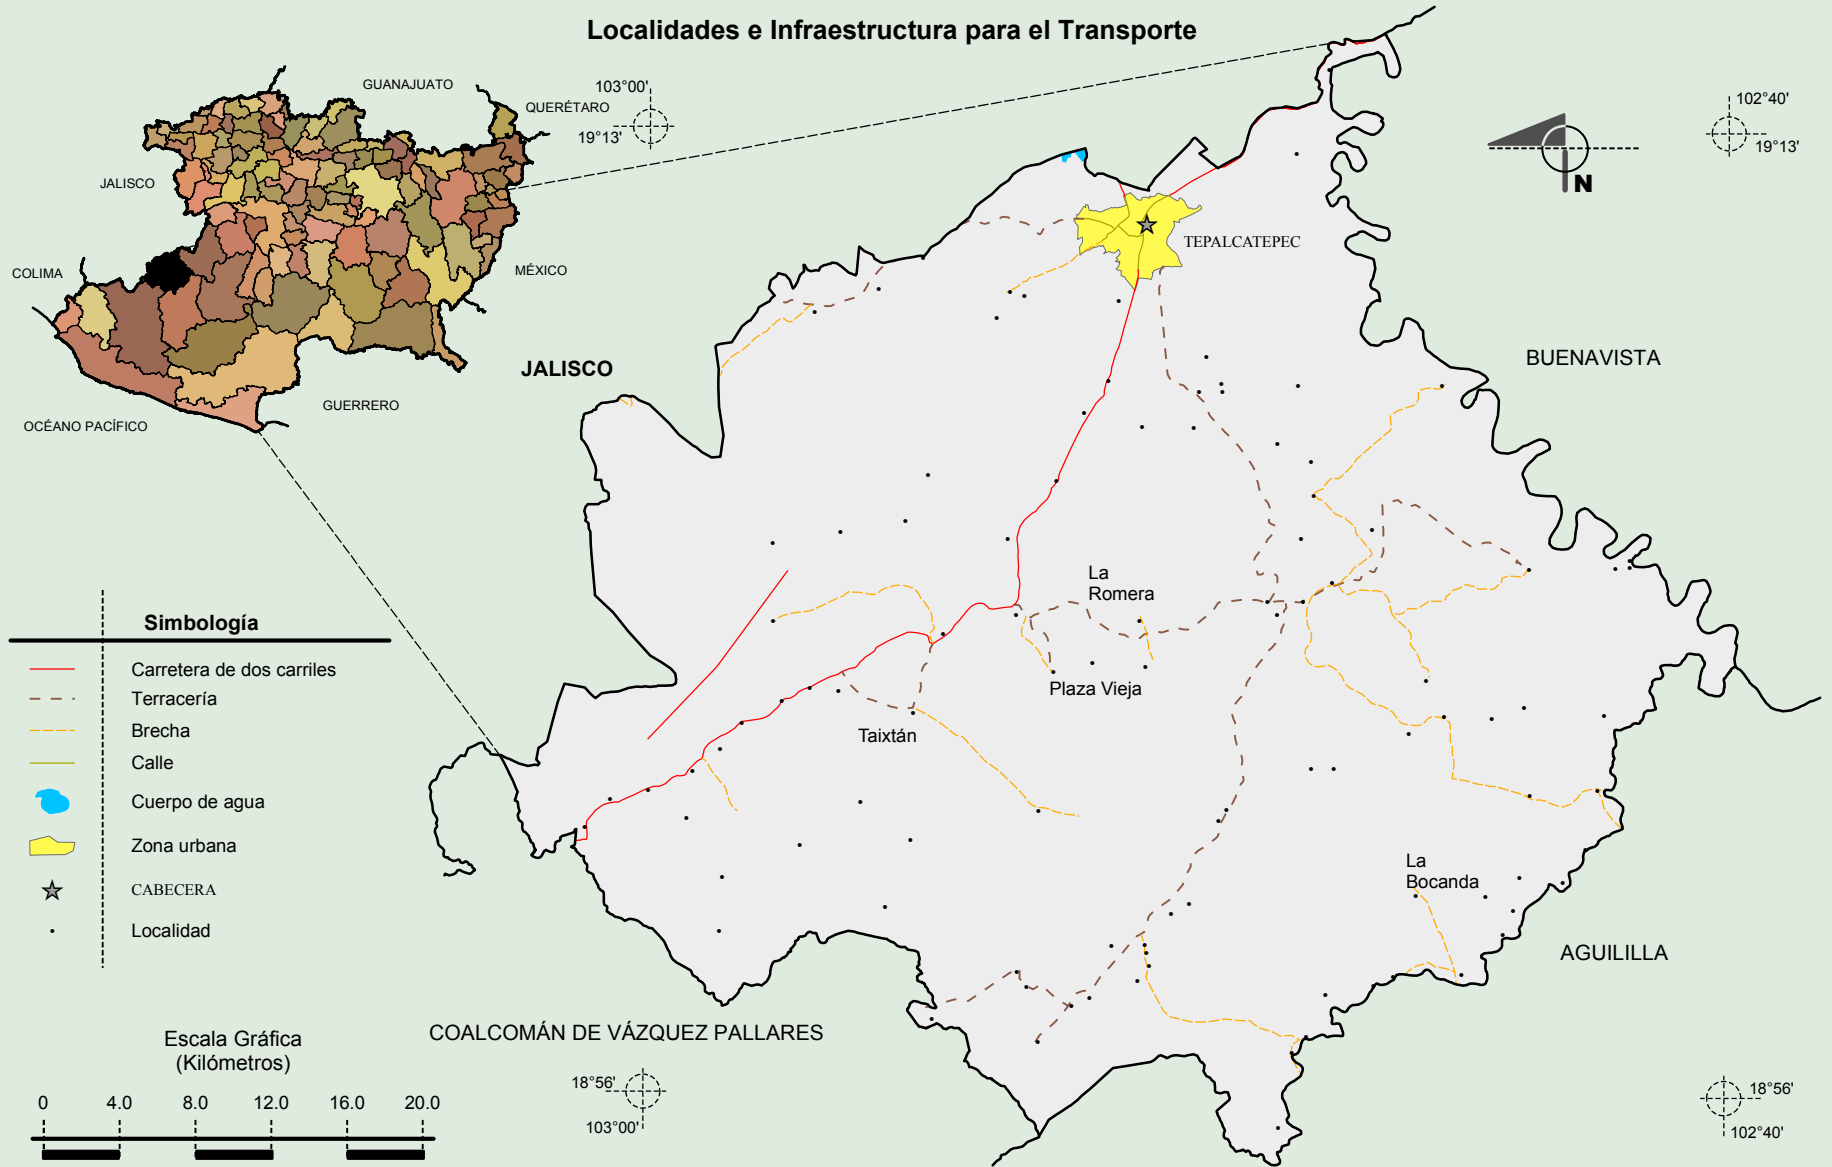 Localidades e Infraestructura para el Transporte
GUANAJUATO
QUERÉTARO
JALISCO
COLIMA
MÉXICO
GUERRERO
OCÉANO PACÍFICO
103°00'
19°13'
102°40'
19°13'
N
TEPALCATEPEC
JALISCO
BUENAVISTA
La
Romera
Plaza Vieja
Taixtán
La
Bocanda
AGUILILLA
COALCOMÁN DE VÁZQUEZ PALLARES
Simbología
Carretera de dos carriles
Terracería
Brecha
Calle
Cuerpo de agua
Zona urbana
CABECERA
Localidad
Escala Gráfica
(Kilómetros)
0 4.0 8.0 12.0 16.0 20.0
18°56'
103°00'
18°56'
102°40'